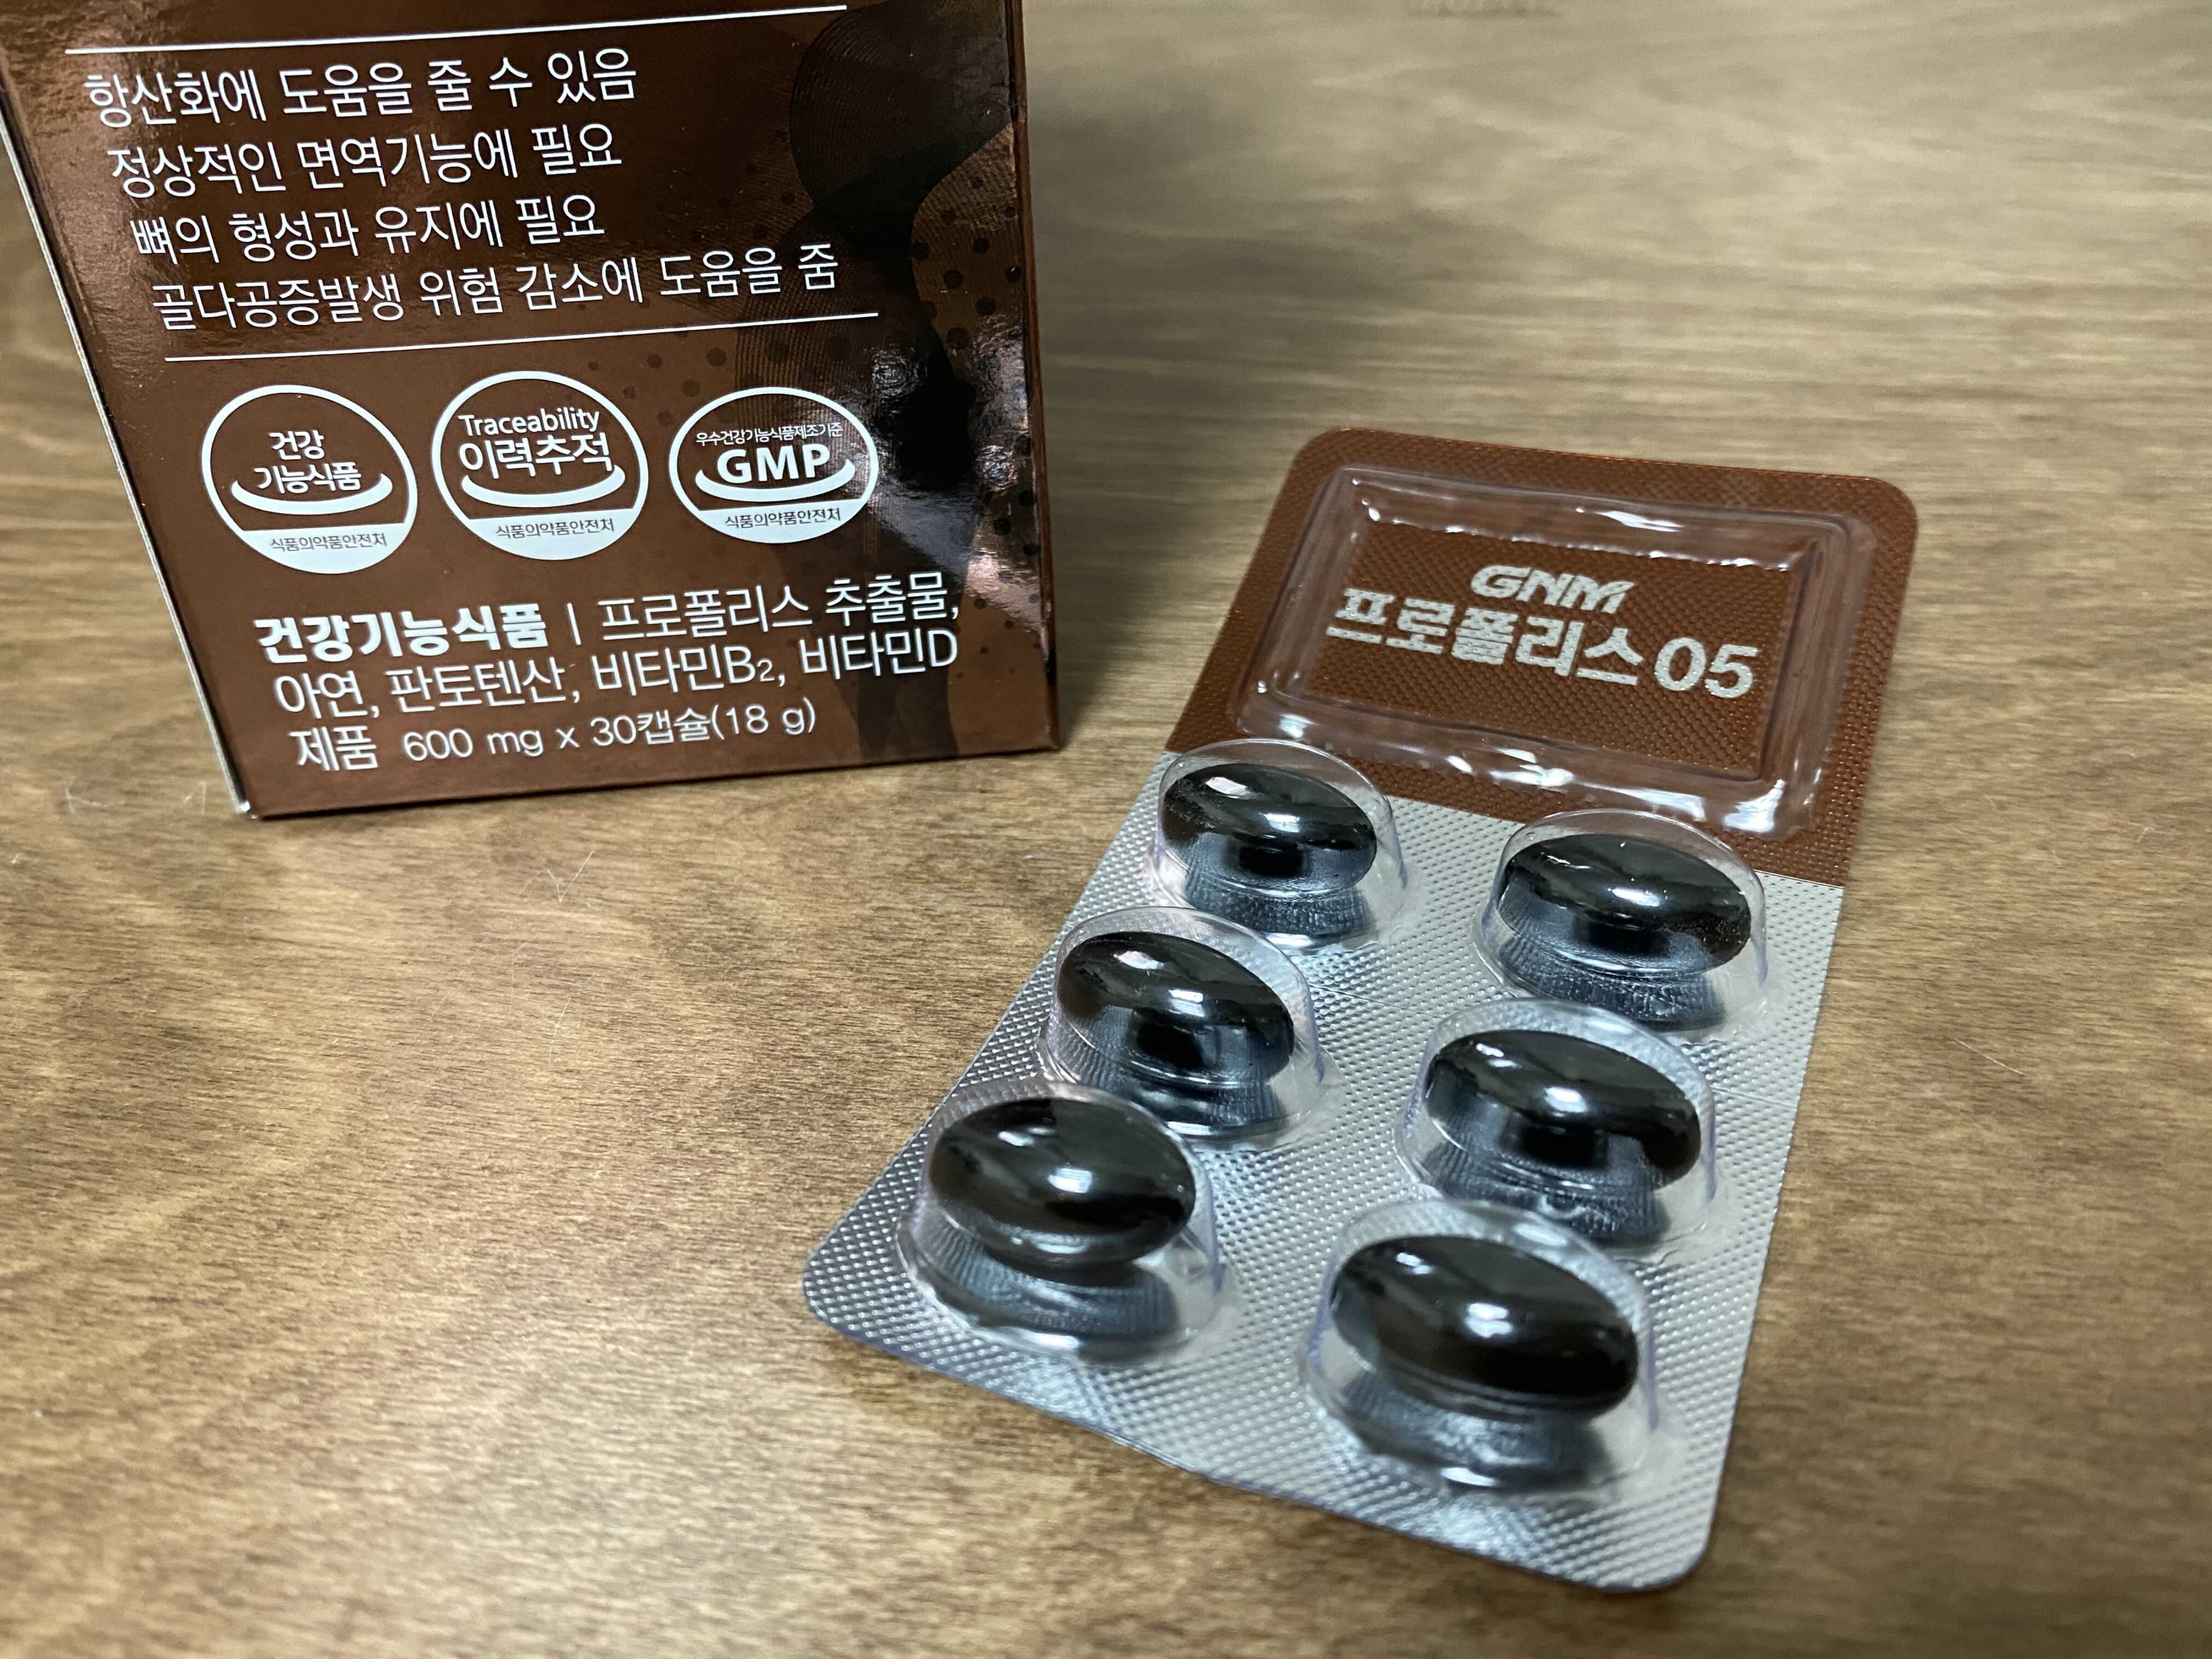 항산화에 도움을 줄 수 있음
정상적인 면역기능에 필요
뼈의 형성과 유지에 필요
골다공증발생 위험 감소에 도움을 줌
건강
기능식품
식품의약품안전처
Traceability
이력추적
식품의약품안전처
우수건강기능식품제조기준
GMP
식품의약품안전처
건강기능식품 | 프로폴리스 추출물,
아연, 판토텐산, 비타민B₂, 비타민D
제품 600 mg x 30캡슐(18 g)
GNM
프로폴리스 05